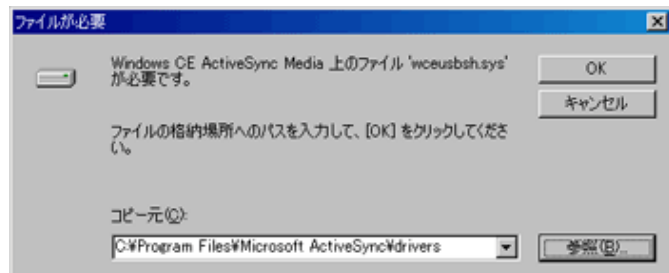 ファイルが必要
Windows CE ActiveSync Media 上のファイル 'wceusbsh.sys'
が必要です。
OK
キャンセル
ファイルの格納場所へのパスを入力して、[OK] をクリックしてくださ
い。
コピー元(C):
C:¥Program Files¥Microsoft ActiveSync¥drivers
参照(B)...